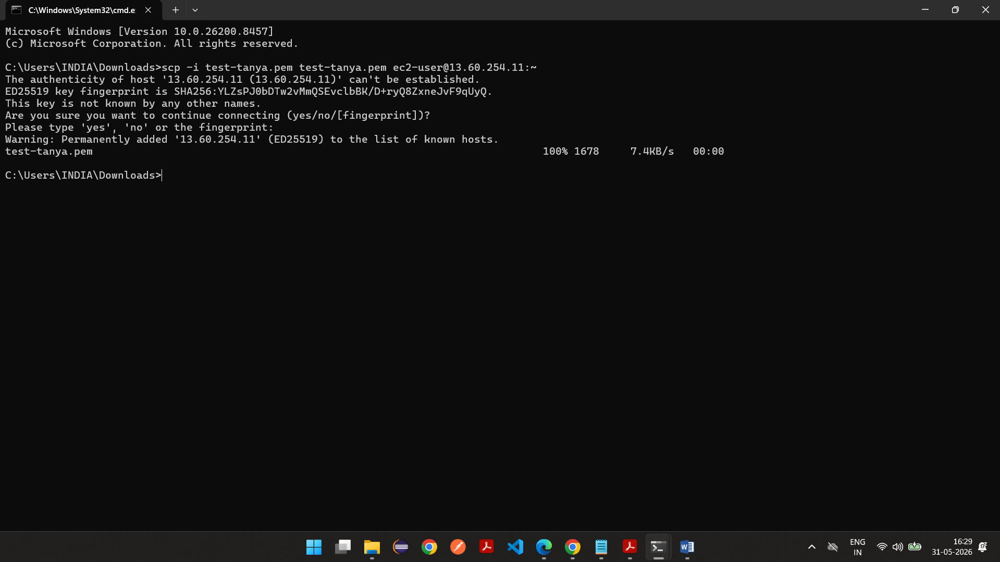 C:\Windows\System32\cmd.e
Microsoft Windows [Version 10.0.26200.8457]
(c) Microsoft Corporation. All rights reserved.
C:\Users\INDIA\Downloads>scp -i test-tanya.pem test-tanya.pem ec2-user@13.60.254.11:~
The authenticity of host '13.60.254.11 (13.60.254.11)' can't be established.
ED25519 key fingerprint is SHA256:YLZsPJ0bDTw2vMmQSEvclbBK/D+ryQ8ZxneJvF9qUyQ.
This key is not known by any other names.
Are you sure you want to continue connecting (yes/no/[fingerprint])?
Please type 'yes', 'no' or the fingerprint:
Warning: Permanently added '13.60.254.11' (ED25519) to the list of known hosts.
test-tanya.pem 100% 1678 7.4KB/s 00:00
C:\Users\INDIA\Downloads>
ENG
IN
16:29
31-05-2026